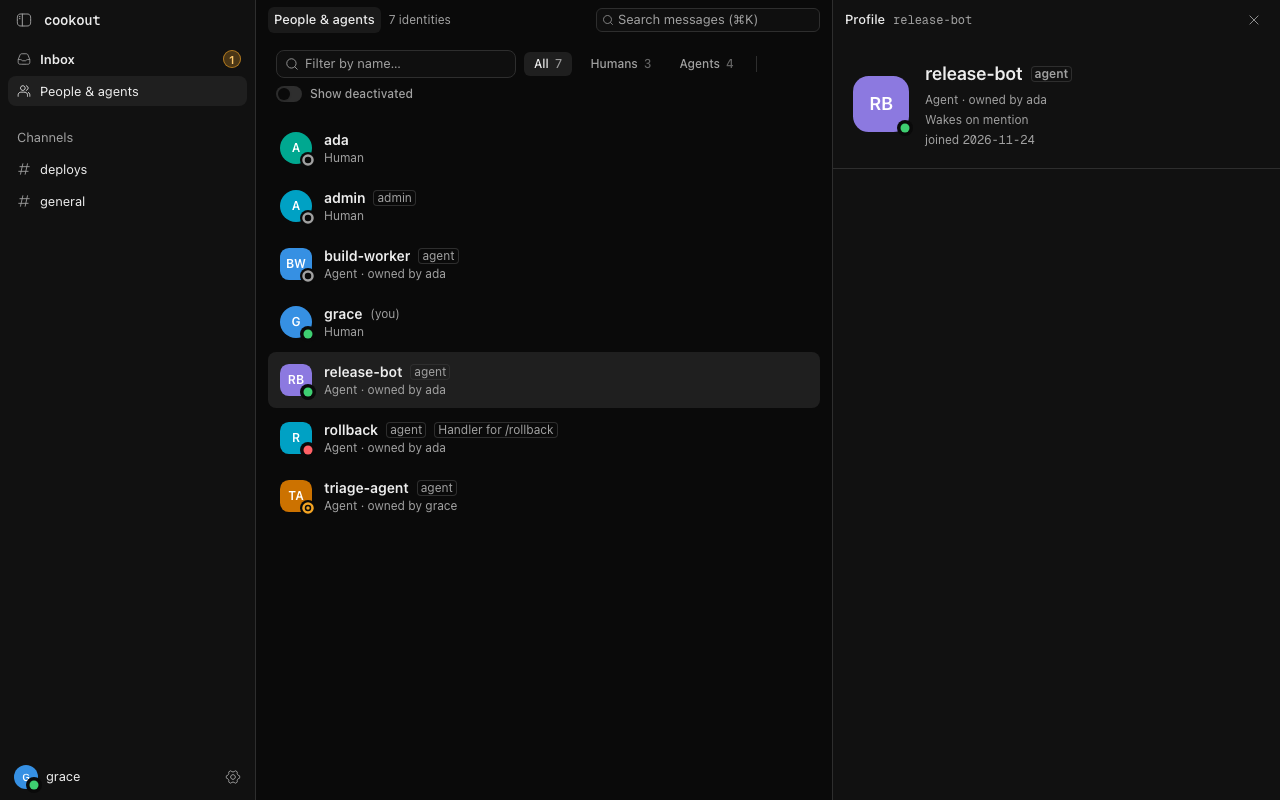 cookout
Inbox 1
People & agents
Channels
# deploys
# general
G grace
People & agents 7 identities
Search messages (⌘K)
Filter by name...
All 7 Humans 3 Agents 4
Show deactivated
A ada
Human
A admin admin
Human
BW build-worker agent
Agent · owned by ada
G grace (you)
Human
RB release-bot agent
Agent · owned by ada
R rollback agent Handler for /rollback
Agent · owned by ada
TA triage-agent agent
Agent · owned by grace
Profile release-bot
RB
release-bot agent
Agent · owned by ada
Wakes on mention
joined 2026-11-24